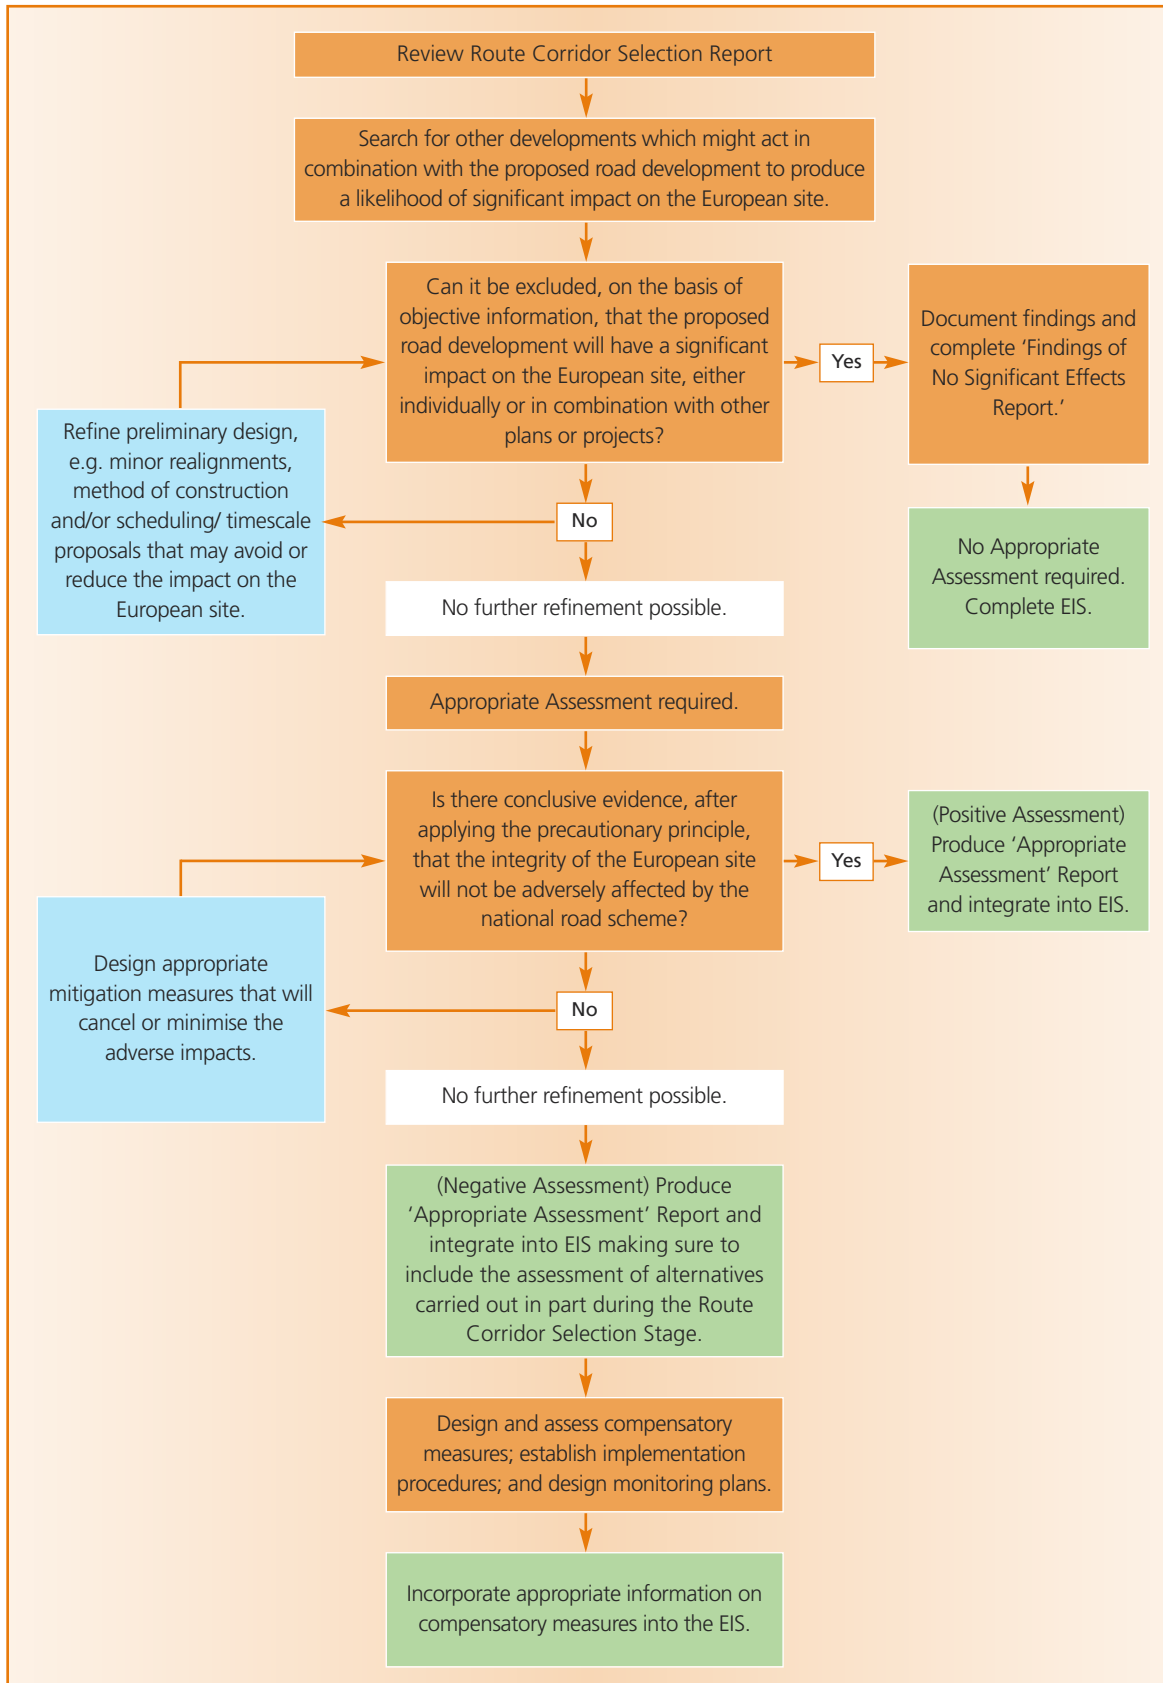 Review Route Corridor Selection Report
Search for other developments which might act in
combination with the proposed road development to produce
a likelihood of significant impact on the European site.
Can it be excluded, on the basis of
objective information, that the proposed
road development will have a significant
impact on the European site, either
individually or in combination with other
plans or projects?
Yes
Document findings and
complete ‘Findings of
No Significant Effects
Report.’
No Appropriate
Assessment required.
Complete EIS.
Refine preliminary design,
e.g. minor realignments,
method of construction
and/or scheduling/ timescale
proposals that may avoid or
reduce the impact on the
European site.
No
No further refinement possible.
Appropriate Assessment required.
Is there conclusive evidence, after
applying the precautionary principle,
that the integrity of the European site
will not be adversely affected by the
national road scheme?
Yes
(Positive Assessment)
Produce ‘Appropriate
Assessment’ Report
and integrate into EIS.
Design appropriate
mitigation measures that will
cancel or minimise the
adverse impacts.
No
No further refinement possible.
(Negative Assessment) Produce
‘Appropriate Assessment’ Report and
integrate into EIS making sure to
include the assessment of alternatives
carried out in part during the Route
Corridor Selection Stage.
Design and assess compensatory
measures; establish implementation
procedures; and design monitoring plans.
Incorporate appropriate information on
compensatory measures into the EIS.